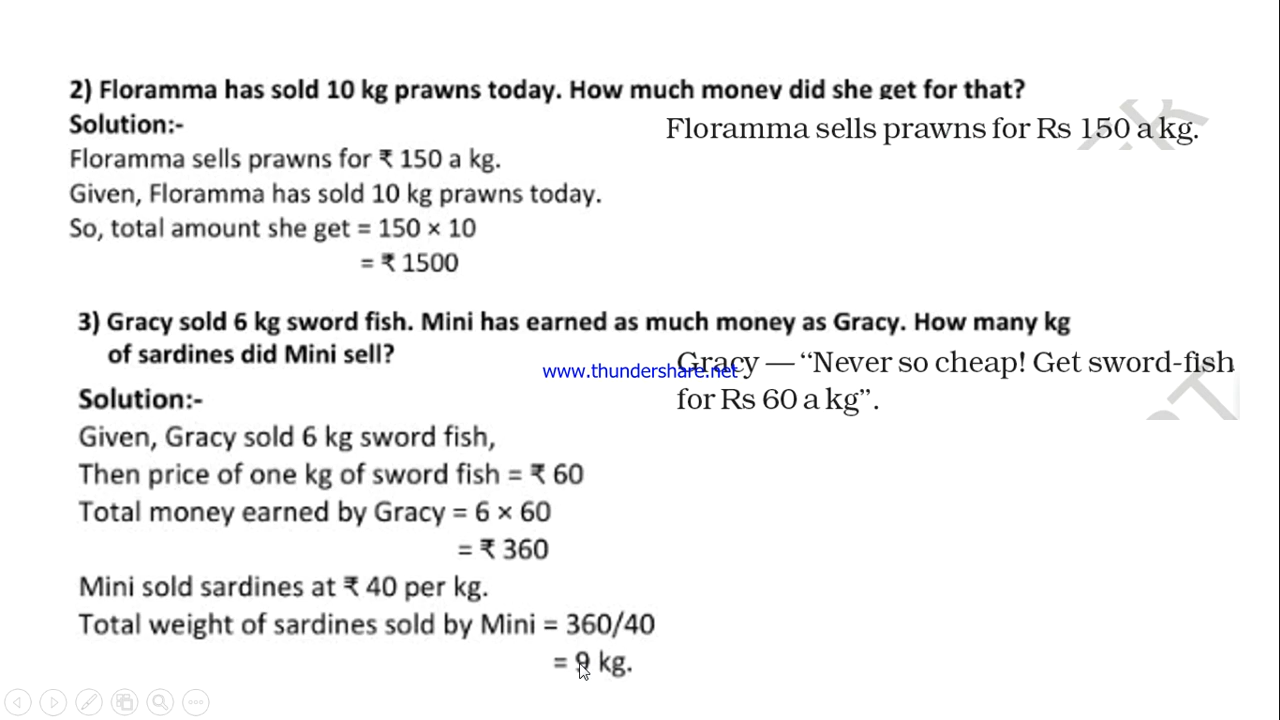 2) Floramma has sold 10 kg prawns today. How much money did she get for that?
Solution:-
Floramma sells prawns for Rs 150 a kg.
Floramma sells prawns for ₹ 150 a kg.
Given, Floramma has sold 10 kg prawns today.
So, total amount she get = 150 × 10
= ₹ 1500
3) Gracy sold 6 kg sword fish. Mini has earned as much money as Gracy. How many kg
of sardines did Mini sell?
www.thundershare.net
Gracy — “Never so cheap! Get sword-fish
for Rs 60 a kg”.
Solution:-
Given, Gracy sold 6 kg sword fish,
Then price of one kg of sword fish = ₹ 60
Total money earned by Gracy = 6 × 60
= ₹ 360
Mini sold sardines at ₹ 40 per kg.
Total weight of sardines sold by Mini = 360/40
= 9 kg.